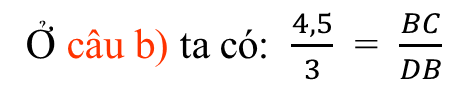 Ở câu b) ta có: 4,5/3 = BC/DB